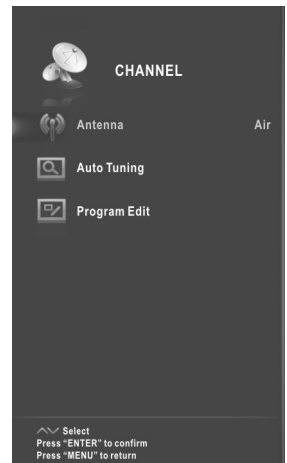 CHANNEL
Antenna Air
Auto Tuning
Program Edit
Select
Press “ENTER” to confirm
Press “MENU” to return